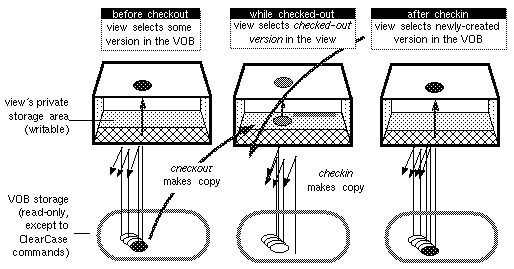 before checkout
view selects some
version in the VOB
while checked-out
view selects checked-out
version in the view
after checkin
view selects newly-created
version in the VOB
view's private
storage area
(writable)
checkout
makes copy
checkin
makes copy
VOB storage
(read-only,
except to
ClearCase
commands)